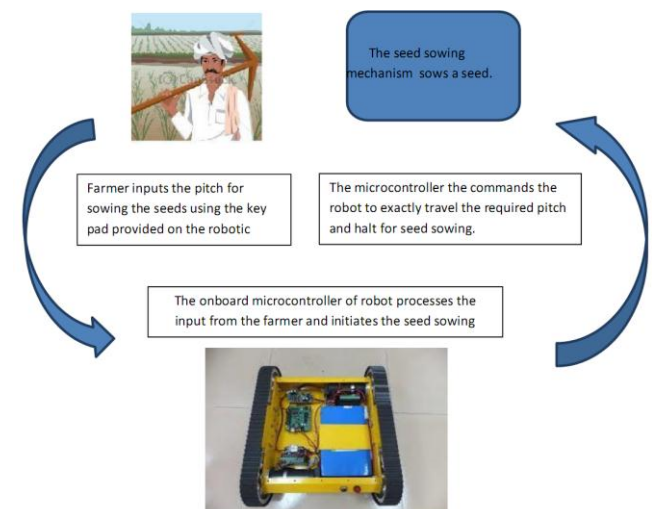 The seed sowing
mechanism sows a seed.
Farmer inputs the pitch for
sowing the seeds using the key
pad provided on the robotic
The microcontroller the commands the
robot to exactly travel the required pitch
and halt for seed sowing.
The onboard microcontroller of robot processes the
input from the farmer and initiates the seed sowing